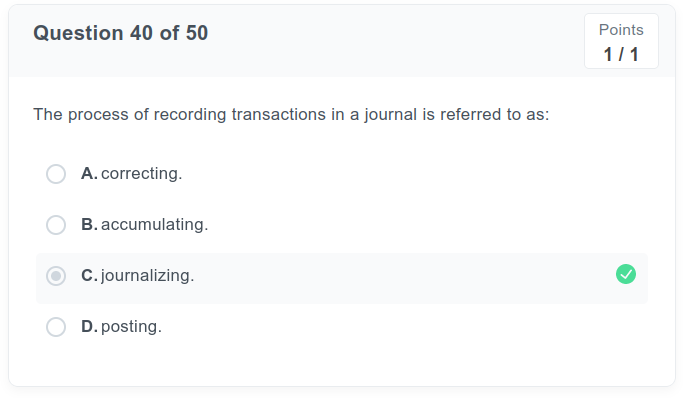 Question 40 of 50
Points
1 / 1
The process of recording transactions in a journal is referred to as:
A. correcting.
B. accumulating.
C. journalizing.
D. posting.